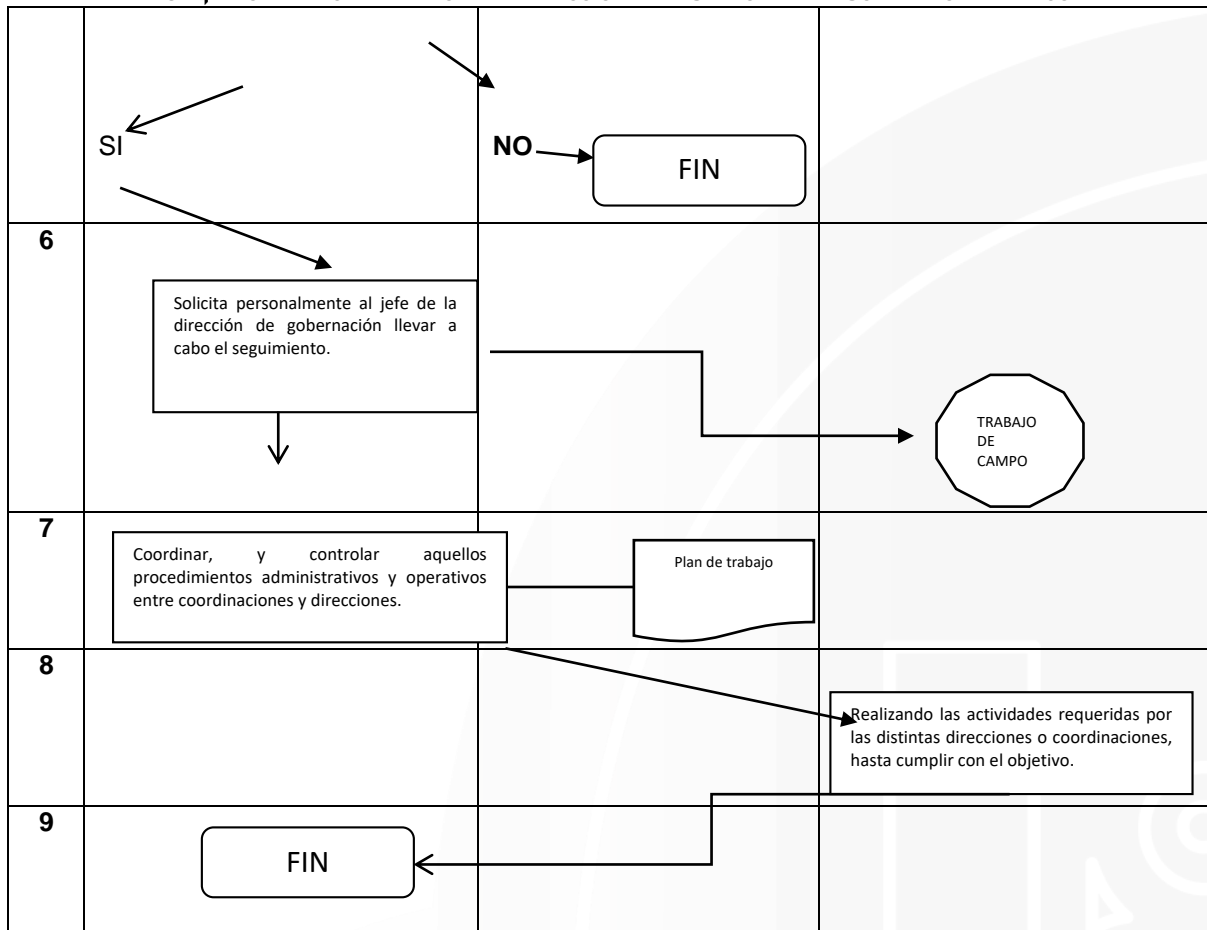 SI
NO
FIN
6
Solicita personalmente al jefe de la
dirección de gobernación llevar a
cabo el seguimiento.
TRABAJO
DE
CAMPO
7
Coordinar, y controlar aquellos
procedimientos administrativos y operativos
entre coordinaciones y direcciones.
Plan de trabajo
8
Realizando las actividades requeridas por
las distintas direcciones o coordinaciones,
hasta cumplir con el objetivo.
9
FIN